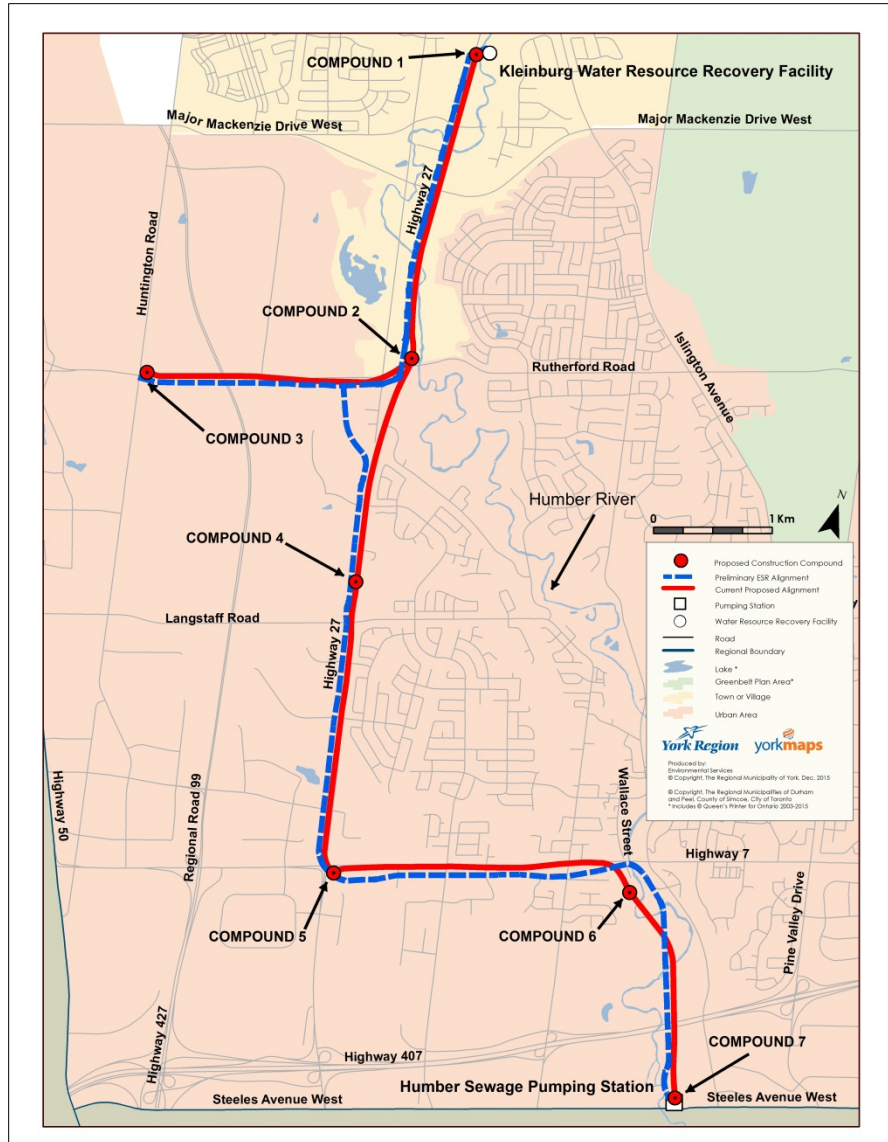 COMPOUND 1
Kleinburg Water Resource Recovery Facility
Major Mackenzie Drive West
Major Mackenzie Drive West
Highway 27
Huntington Road
COMPOUND 2
Rutherford Road
Islington Avenue
COMPOUND 3
Humber River
N
0 1 Km
COMPOUND 4
Langstaff Road
Highway 27
Proposed Construction Compound
Preliminary ESR Alignment
Current Proposed Alignment
Pumping Station
Water Resource Recovery Facility
Road
Regional Boundary
Lake *
Greenbelt Plan Area*
Town or Village
Urban Area
York Region yorkmaps
Produced by:
Environmental Services
© Copyright, The Regional Municipality of York, Dec. 2015
© Copyright, The Regional Municipalities of Durham
and Peel, County of Simcoe, City of Toronto
* Includes © Queen's Printer for Ontario 2003-2015
Highway 50
Regional Road 99
Wallace Street
Highway 7
COMPOUND 5
COMPOUND 6
Pine Valley Drive
Highway 427
Highway 407
COMPOUND 7
Humber Sewage Pumping Station
Steeles Avenue West
Steeles Avenue West